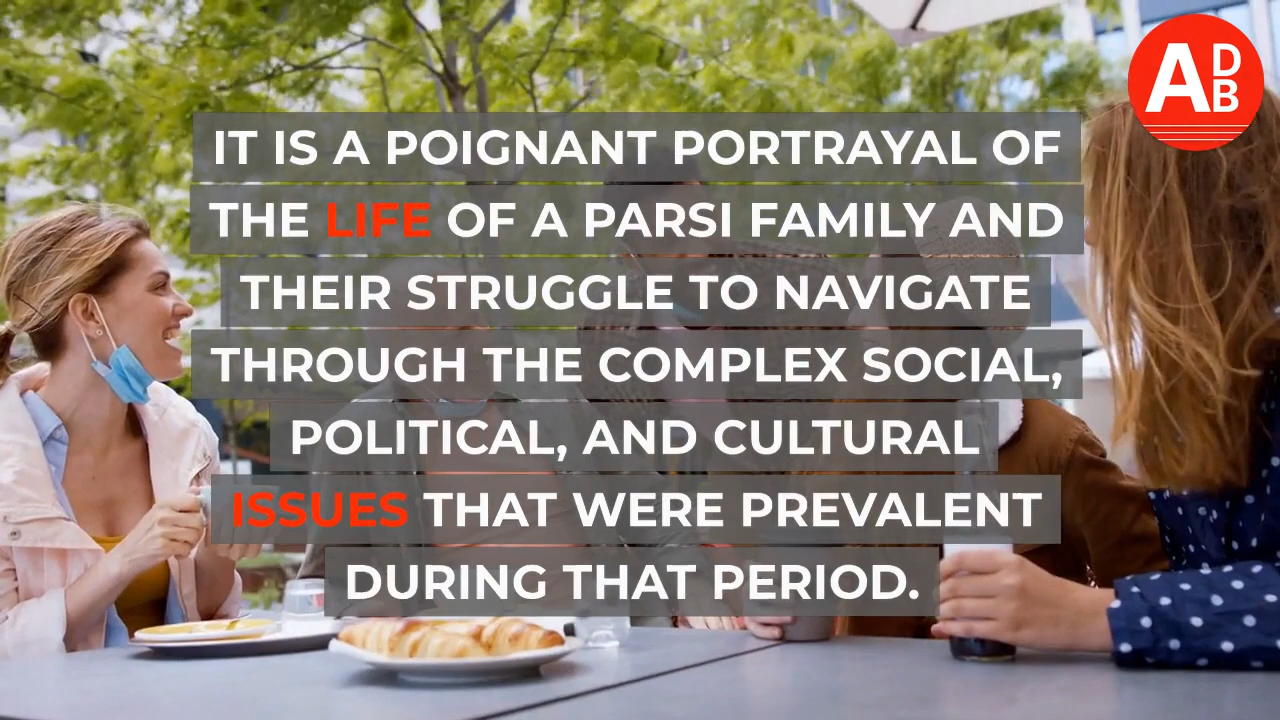 IT IS A POIGNANT PORTRAYAL OF
THE LIFE OF A PARSI FAMILY AND
THEIR STRUGGLE TO NAVIGATE
THROUGH THE COMPLEX SOCIAL,
POLITICAL, AND CULTURAL
ISSUES THAT WERE PREVALENT
DURING THAT PERIOD.
ADB